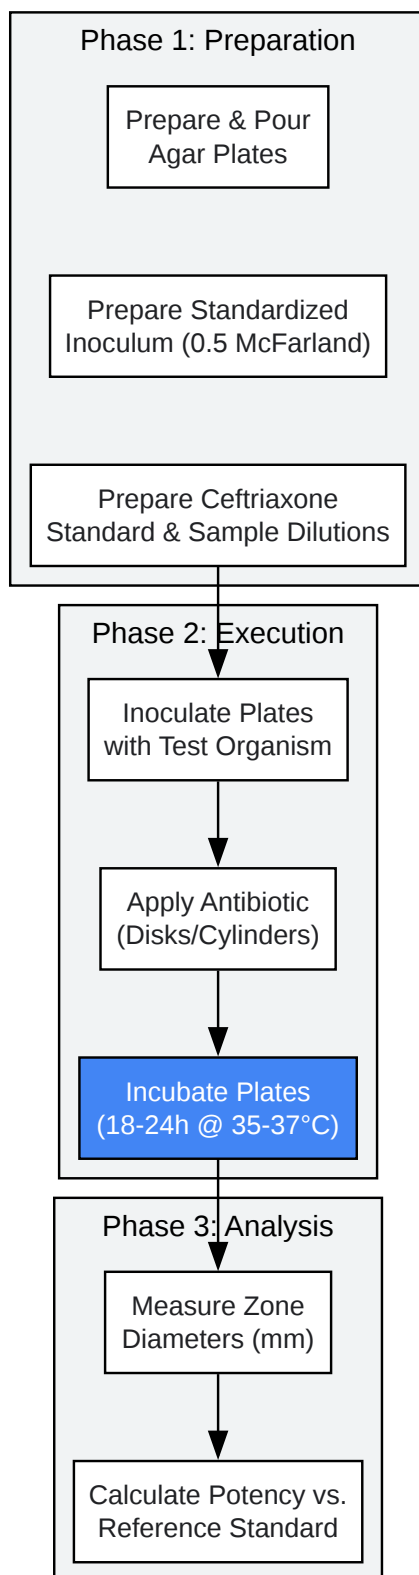 Phase 1: Preparation
Prepare & Pour
Agar Plates
Prepare Standardized
Inoculum (0.5 McFarland)
Prepare Ceftriaxone
Standard & Sample Dilutions
Phase 2: Execution
Inoculate Plates
with Test Organism
Apply Antibiotic
(Disks/Cylinders)
Incubate Plates
(18-24h @ 35-37°C)
Phase 3: Analysis
Measure Zone
Diameters (mm)
Calculate Potency vs.
Reference Standard